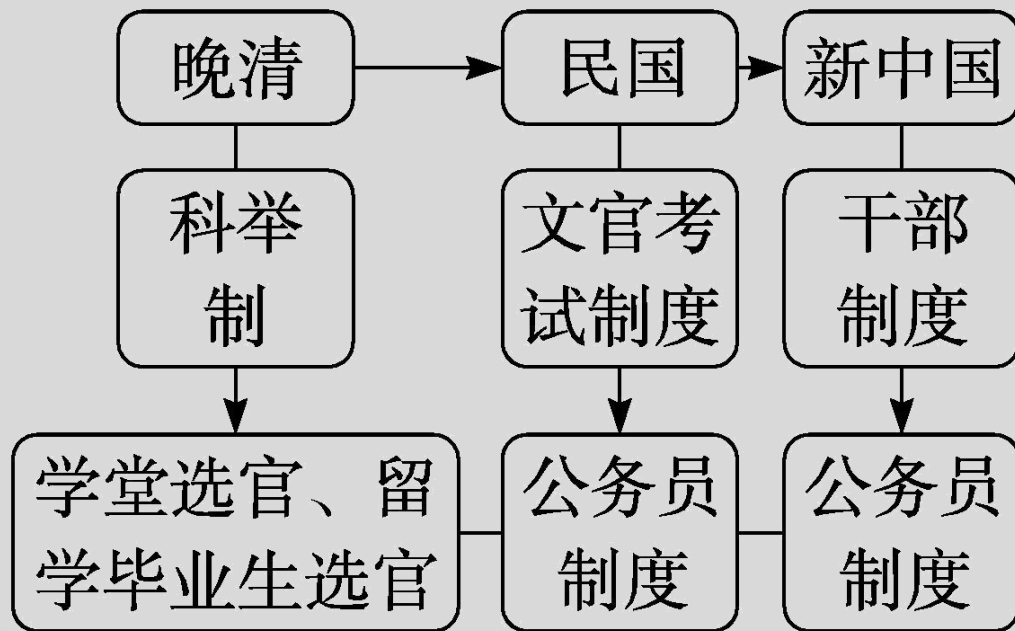 晚清
民国
新中国
科举
制
文官考
试制度
干部
制度
学堂选官、留
学毕业生选官
公务员
制度
公务员
制度